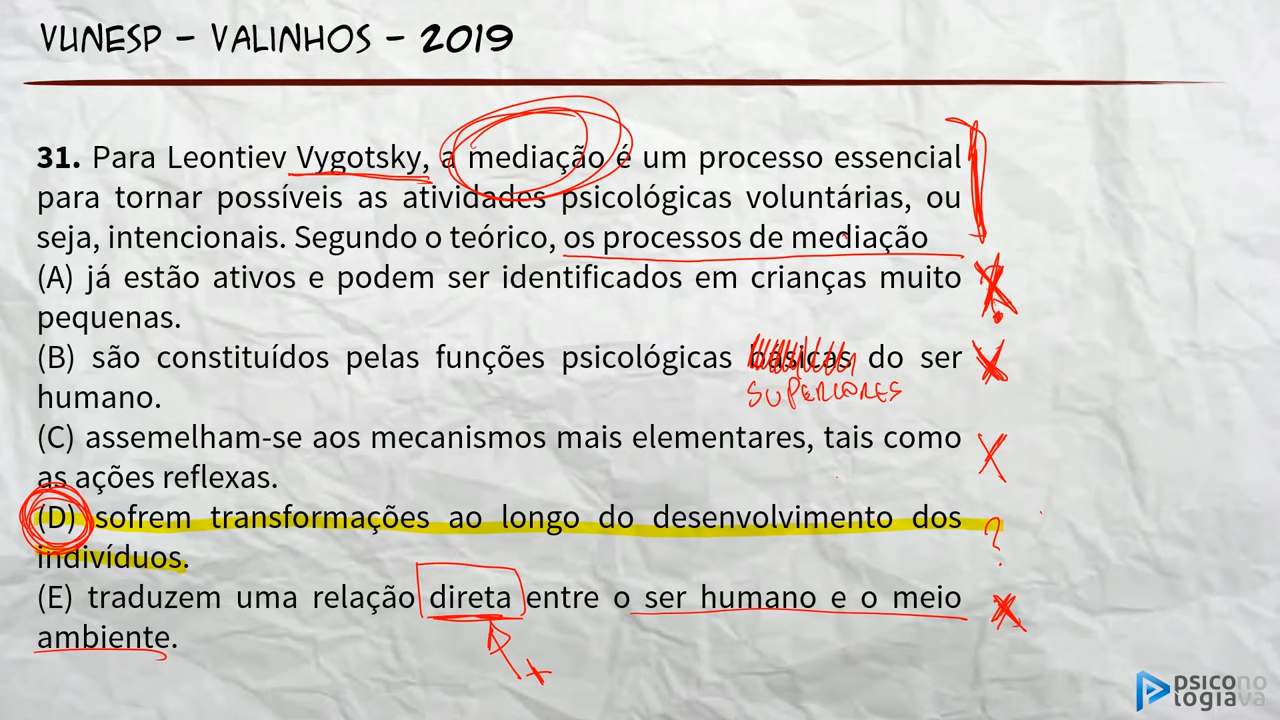 VUNESP - VALINHOS - 2019
31. Para Leontiev Vygotsky, a mediação é um processo essencial
para tornar possíveis as atividades psicológicas voluntárias, ou
seja, intencionais. Segundo o teórico, os processos de mediação
(A) já estão ativos e podem ser identificados em crianças muito
pequenas.
(B) são constituídos pelas funções psicológicas básicas do ser
SUPERIORES
humano.
(C) assemelham-se aos mecanismos mais elementares, tais como
as ações reflexas.
(D) sofrem transformações ao longo do desenvolvimento dos
?
indivíduos.
(E) traduzem uma relação direta entre o ser humano e o meio
ambiente.
psicono
logiava